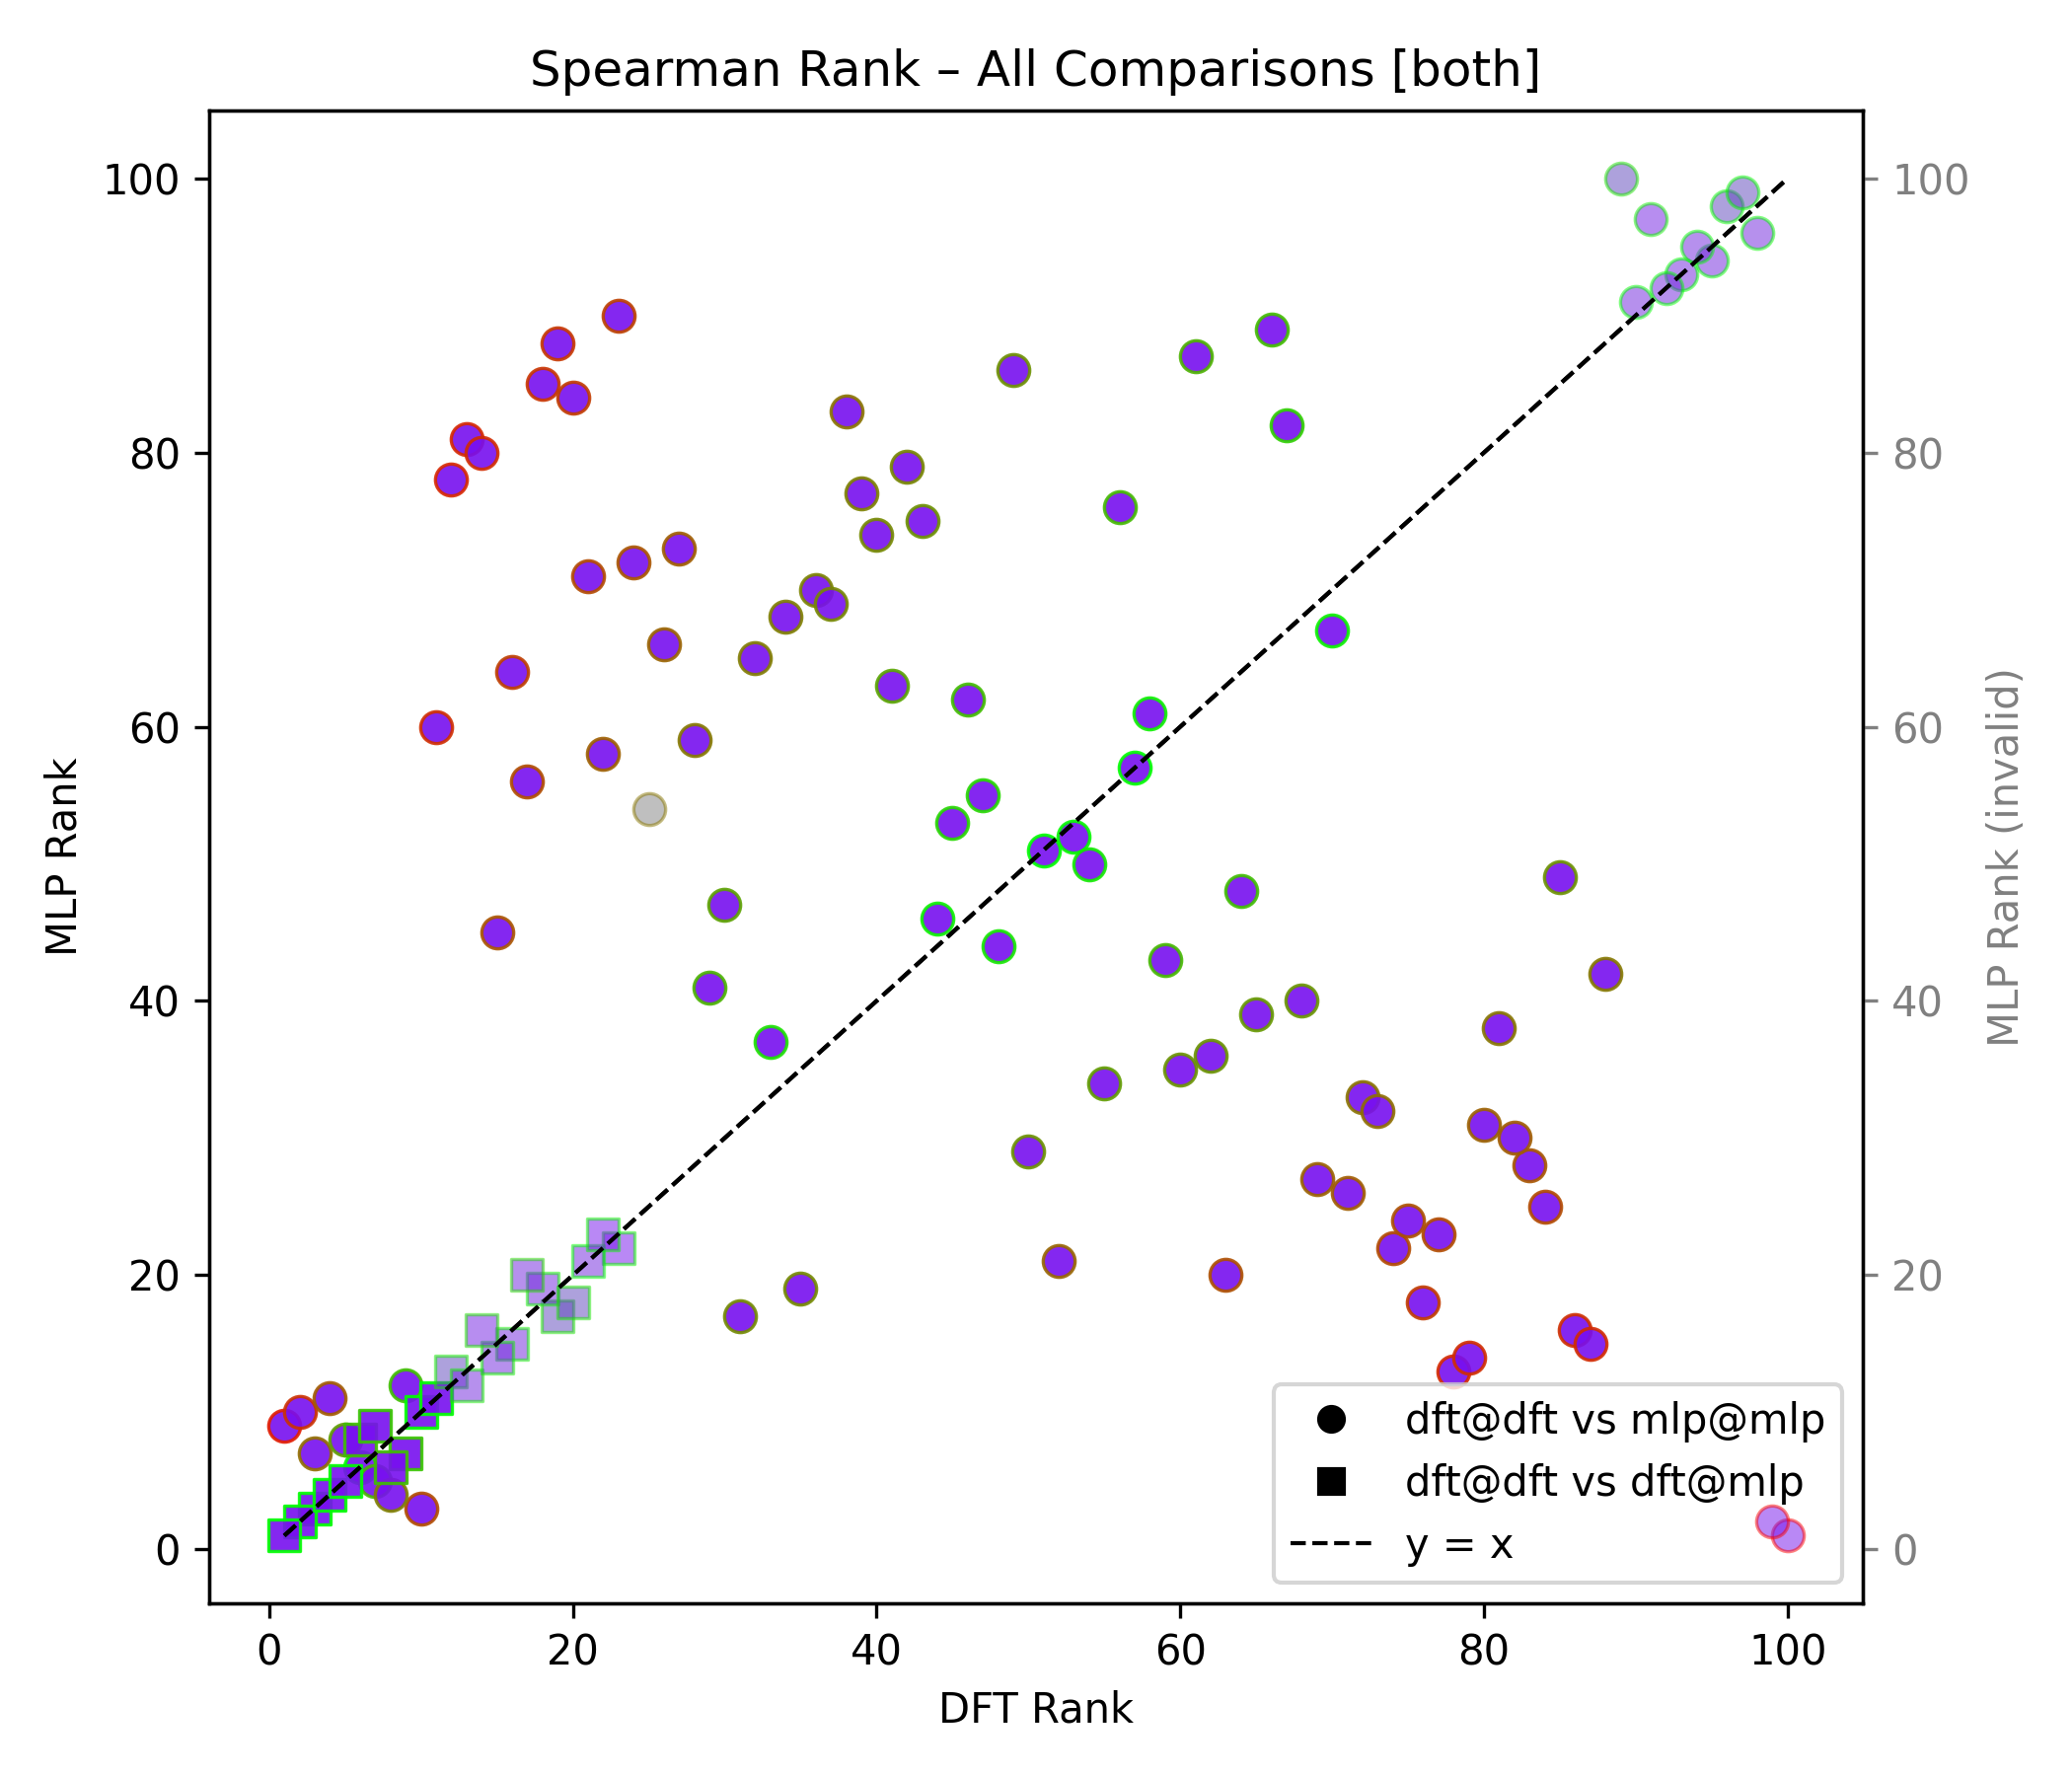 Spearman Rank – All Comparisons [both]
100
80
60
40
20
0
MLP Rank
0 20 40 60 80 100
DFT Rank
100
80
60
40
20
0
MLP Rank (invalid)
dft@dft vs mlp@mlp
dft@dft vs dft@mlp
y = x